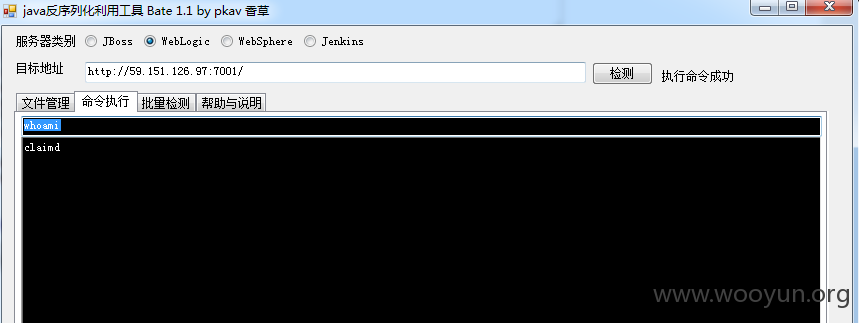 java反序列化利用工具 Bate 1.1 by pkav 香草
服务器类别 JBoss WebLogic WebSphere Jenkins
目标地址 http://59.151.126.97:7001/ 检测 执行命令成功
文件管理 命令执行 批量检测 帮助与说明
whoami
claimd
www.wooyun.org